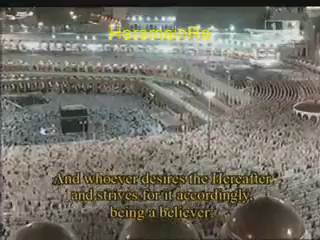 HaramainRe
And whoever desires the Hereafter
and strives for it accordingly,
being a believer.